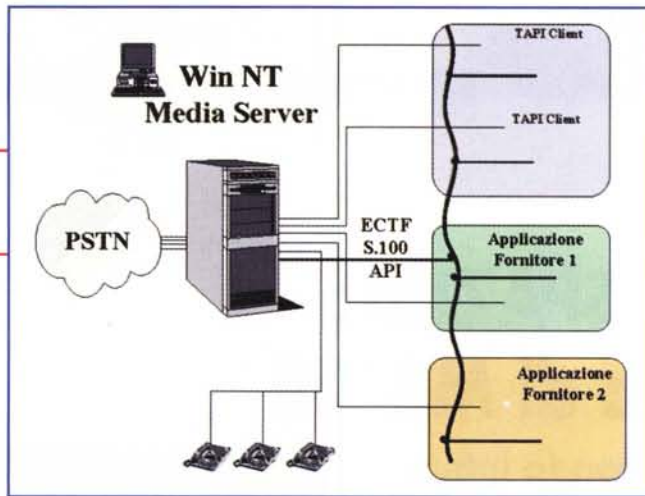 Win NT
Media Server
PSTN
ECTF
S.100
API
TAPI Client
TAPI Client
Applicazione
Fornitore 1
Applicazione
Fornitore 2